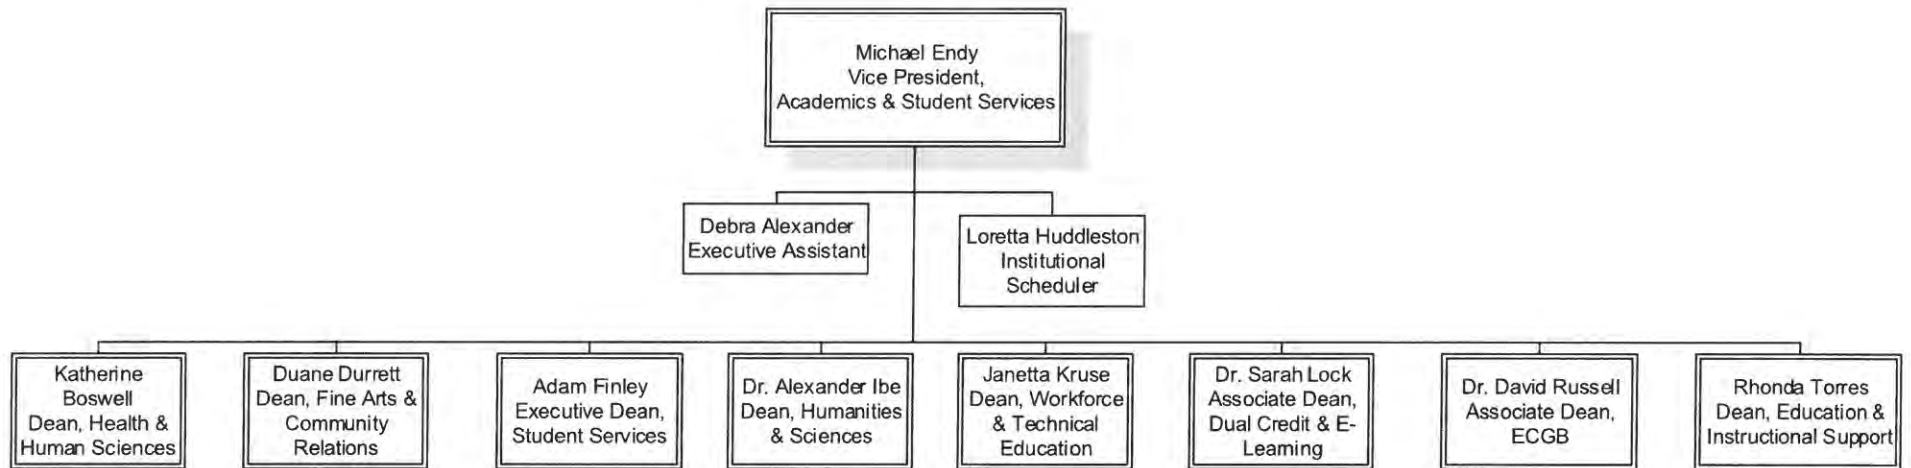 Michael Endy
Vice President,
Academics & Student Services
Debra Alexander
Executive Assistant
Loretta Huddleston
Institutional
Scheduler
Katherine
Boswell
Dean, Health &
Human Sciences
Duane Durrett
Dean, Fine Arts &
Community
Relations
Adam Finley
Executive Dean,
Student Services
Dr. Alexander Ibe
Dean, Humanities
& Sciences
Janetta Kruse
Dean, Workforce
& Technical
Education
Dr. Sarah Lock
Associate Dean,
Dual Credit & E-
Learning
Dr. David Russell
Associate Dean,
ECGB
Rhonda Torres
Dean, Education &
Instructional Support